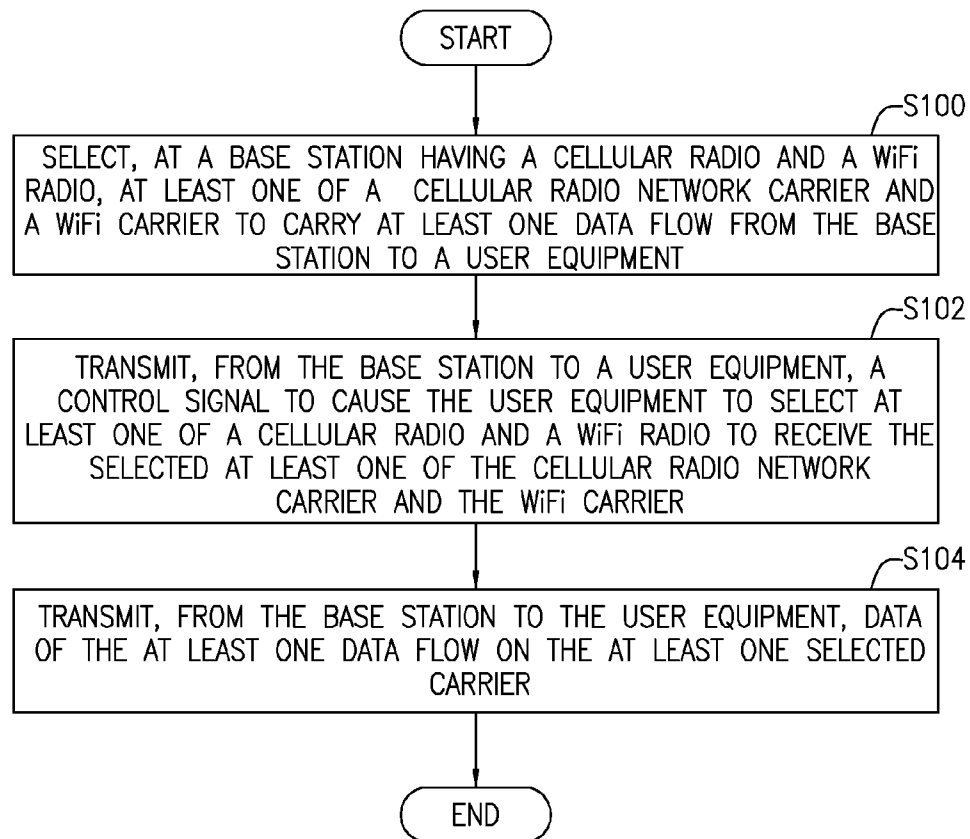 START
S100
SELECT, AT A BASE STATION HAVING A CELLULAR RADIO AND A WiFi
RADIO, AT LEAST ONE OF A CELLULAR RADIO NETWORK CARRIER AND
A WiFi CARRIER TO CARRY AT LEAST ONE DATA FLOW FROM THE BASE
STATION TO A USER EQUIPMENT
S102
TRANSMIT, FROM THE BASE STATION TO A USER EQUIPMENT, A
CONTROL SIGNAL TO CAUSE THE USER EQUIPMENT TO SELECT AT
LEAST ONE OF A CELLULAR RADIO AND A WiFi RADIO TO RECEIVE THE
SELECTED AT LEAST ONE OF THE CELLULAR RADIO NETWORK
CARRIER AND THE WiFi CARRIER
S104
TRANSMIT, FROM THE BASE STATION TO THE USER EQUIPMENT, DATA
OF THE AT LEAST ONE DATA FLOW ON THE AT LEAST ONE SELECTED
CARRIER
END